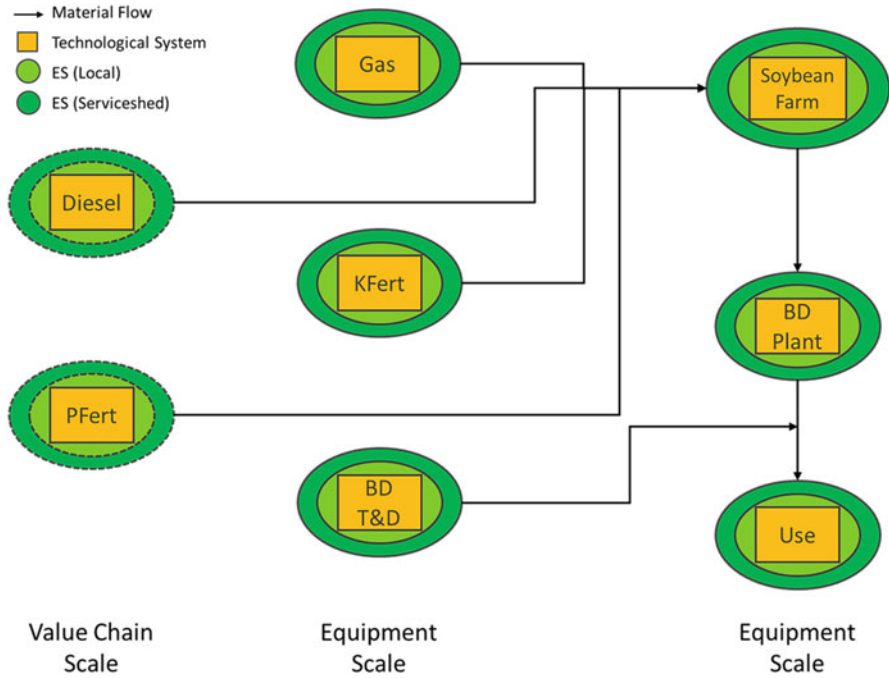 Material Flow
Technological System
ES (Local)
ES (Serviceshed)
Gas
Soybean
Farm
Diesel
KFert
BD
Plant
PFert
BD
T&D
Use
Value Chain
Scale
Equipment
Scale
Equipment
Scale